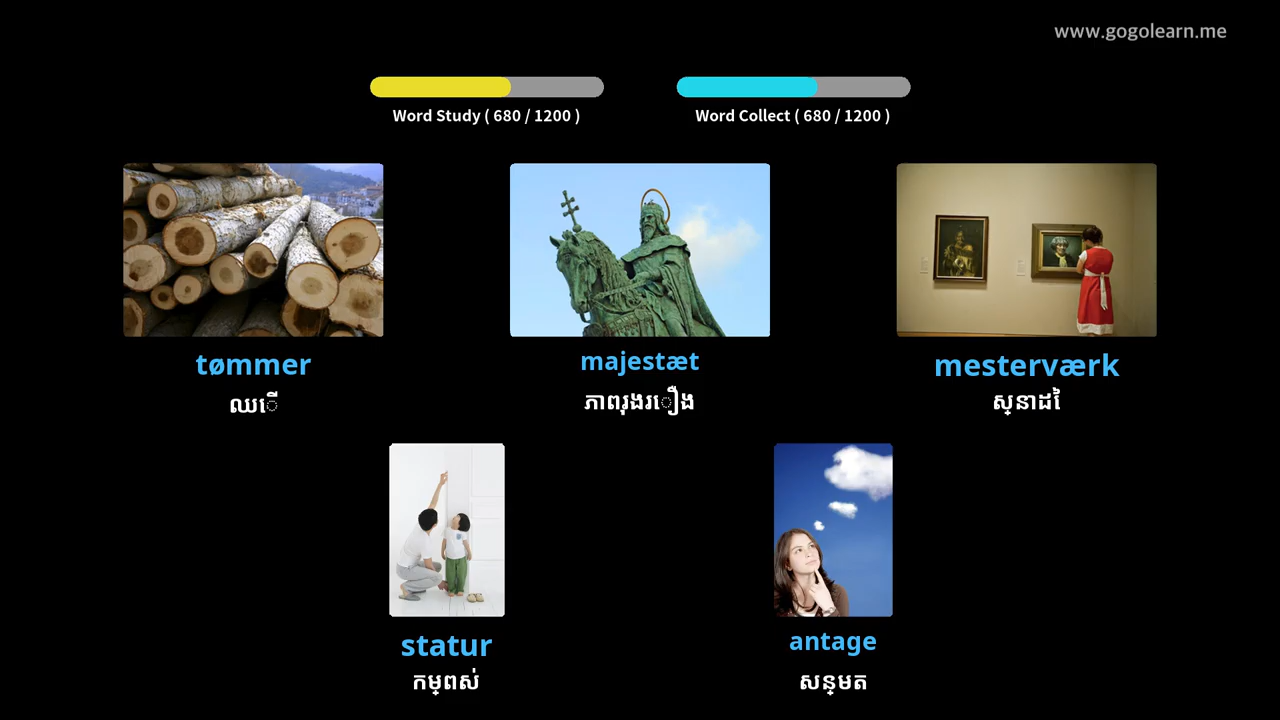 www.gogolearn.me
Word Study ( 680 / 1200 )
Word Collect ( 680 / 1200 )
tømmer
majestæt
mesterværk
ឈើ
ភាពរុងរឿង
ស្នាដៃ
statur
antage
កម្ពស់
សន្មត